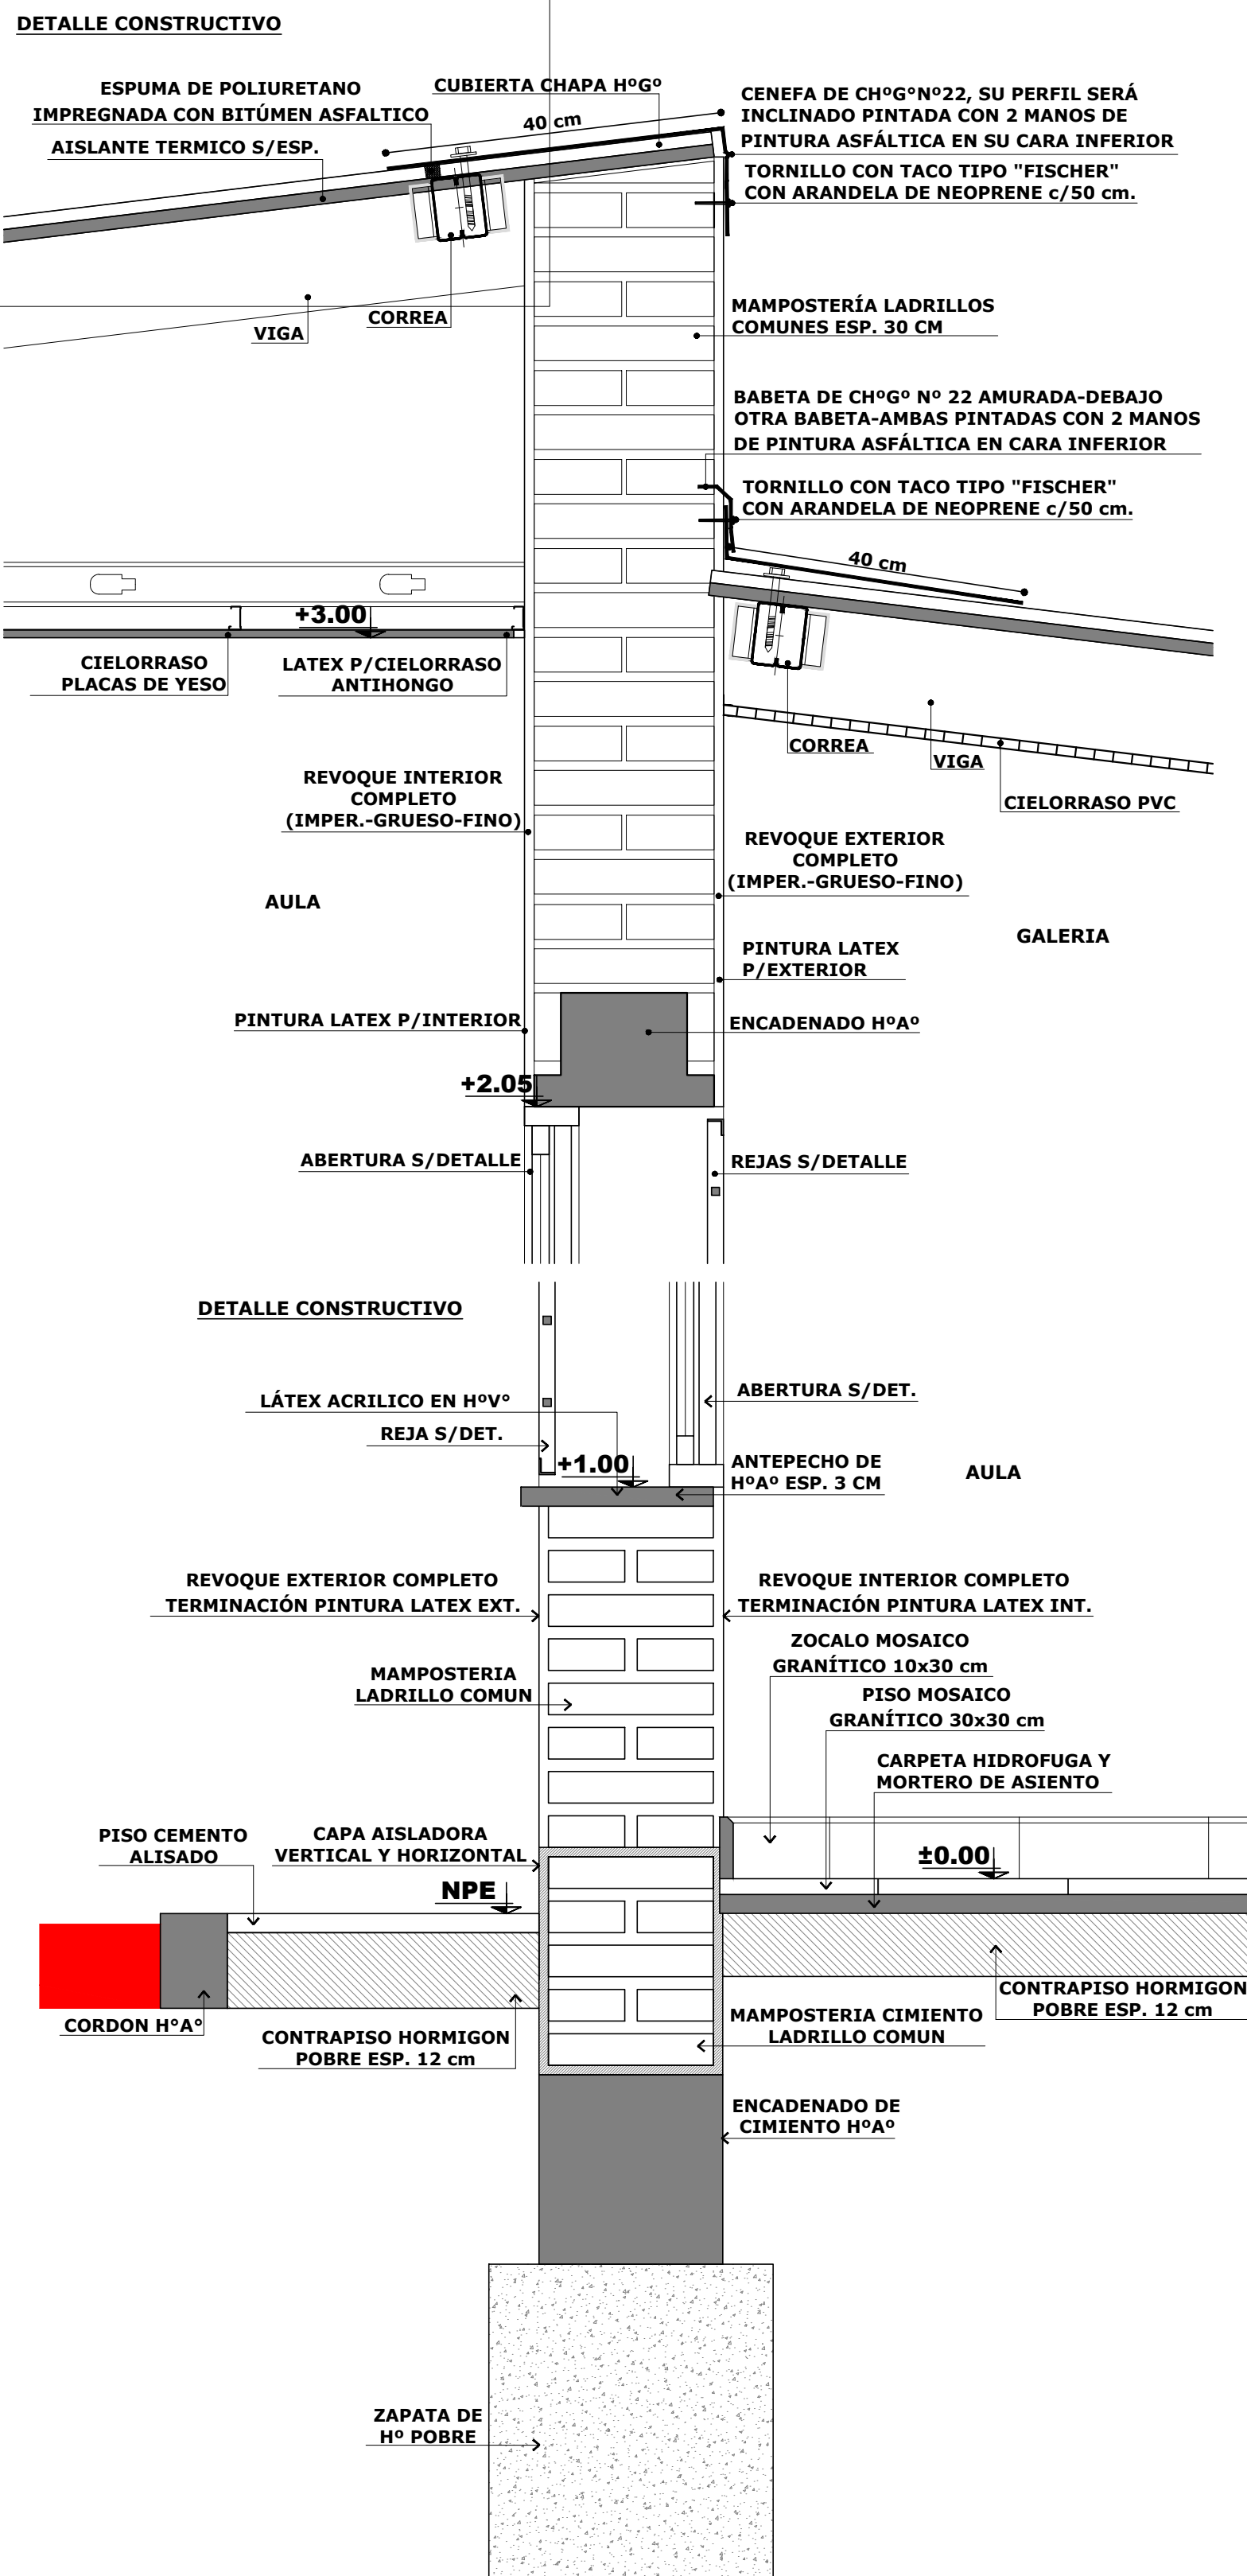 DETALLE CONSTRUCTIVO
ESPUMA DE POLIURETANO
IMPREGNADA CON BITÚMEN ASFALTICO
AISLANTE TERMICO S/ESP.
CUBIERTA CHAPA HºGº
40 cm
CENEFA DE CHºG°Nº22, SU PERFIL SERÁ
INCLINADO PINTADA CON 2 MANOS DE
PINTURA ASFÁLTICA EN SU CARA INFERIOR
TORNILLO CON TACO TIPO "FISCHER"
CON ARANDELA DE NEOPRENE c/50 cm.
VIGA
CORREA
MAMPOSTERÍA LADRILLOS
COMUNES ESP. 30 CM
BABETA DE CHºGº Nº 22 AMURADA-DEBAJO
OTRA BABETA-AMBAS PINTADAS CON 2 MANOS
DE PINTURA ASFÁLTICA EN CARA INFERIOR
TORNILLO CON TACO TIPO "FISCHER"
CON ARANDELA DE NEOPRENE c/50 cm.
40 cm
+3.00
CIELORRASO
PLACAS DE YESO
LATEX P/CIELORRASO
ANTIHONGO
CORREA
VIGA
CIELORRASO PVC
REVOQUE INTERIOR
COMPLETO
(IMPER.-GRUESO-FINO)
REVOQUE EXTERIOR
COMPLETO
(IMPER.-GRUESO-FINO)
AULA
GALERIA
PINTURA LATEX
P/EXTERIOR
PINTURA LATEX P/INTERIOR
ENCADENADO HºAº
+2.05
ABERTURA S/DETALLE
REJAS S/DETALLE
DETALLE CONSTRUCTIVO
LÁTEX ACRILICO EN HºV°
REJA S/DET.
ABERTURA S/DET.
+1.00
ANTEPECHO DE
HºAº ESP. 3 CM
AULA
REVOQUE EXTERIOR COMPLETO
TERMINACIÓN PINTURA LATEX EXT.
REVOQUE INTERIOR COMPLETO
TERMINACIÓN PINTURA LATEX INT.
ZOCALO MOSAICO
GRANÍTICO 10x30 cm
MAMPOSTERIA
LADRILLO COMUN
PISO MOSAICO
GRANÍTICO 30x30 cm
CARPETA HIDROFUGA Y
MORTERO DE ASIENTO
PISO CEMENTO
ALISADO
CAPA AISLADORA
VERTICAL Y HORIZONTAL
±0.00
NPE
CORDON H°A°
CONTRAPISO HORMIGON
POBRE ESP. 12 cm
CONTRAPISO HORMIGON
POBRE ESP. 12 cm
MAMPOSTERIA CIMIENTO
LADRILLO COMUN
ENCADENADO DE
CIMIENTO HºAº
ZAPATA DE
Hº POBRE